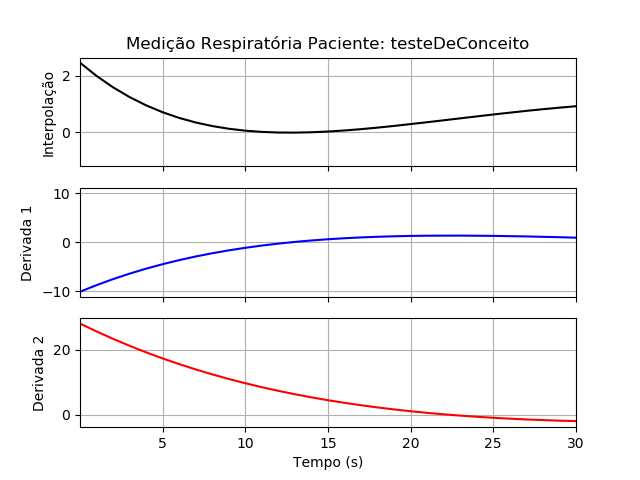 Medição Respiratória Paciente: testeDeConceito
Interpolação
2
0
Derivada 1
10
0
−10
Derivada 2
20
0
5
10
15
20
25
30
Tempo (s)